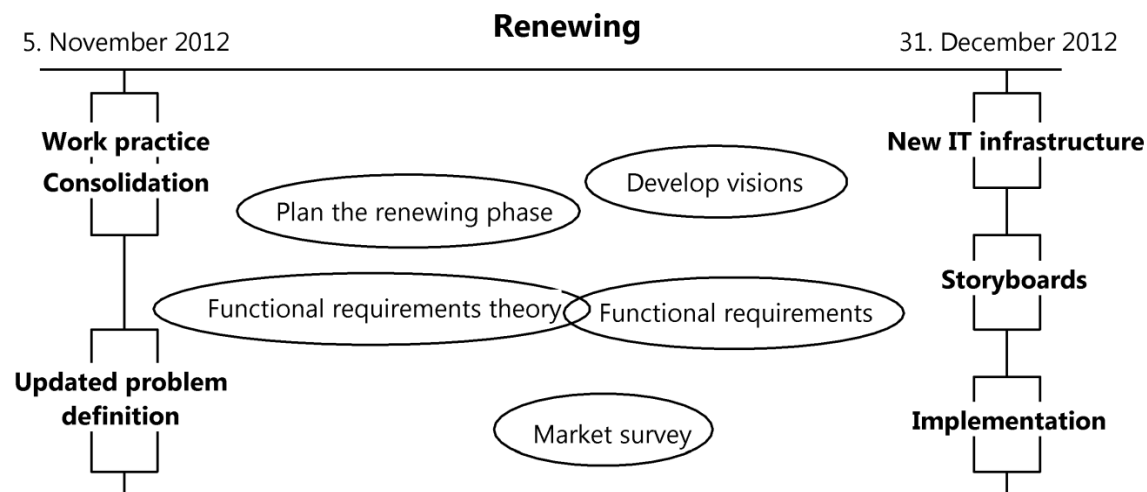 Renewing
5. November 2012
31. December 2012
Work practice
Consolidation
New IT infrastructure
Develop visions
Plan the renewing phase
Storyboards
Functional requirements theory
Functional requirements
Updated problem
definition
Implementation
Market survey